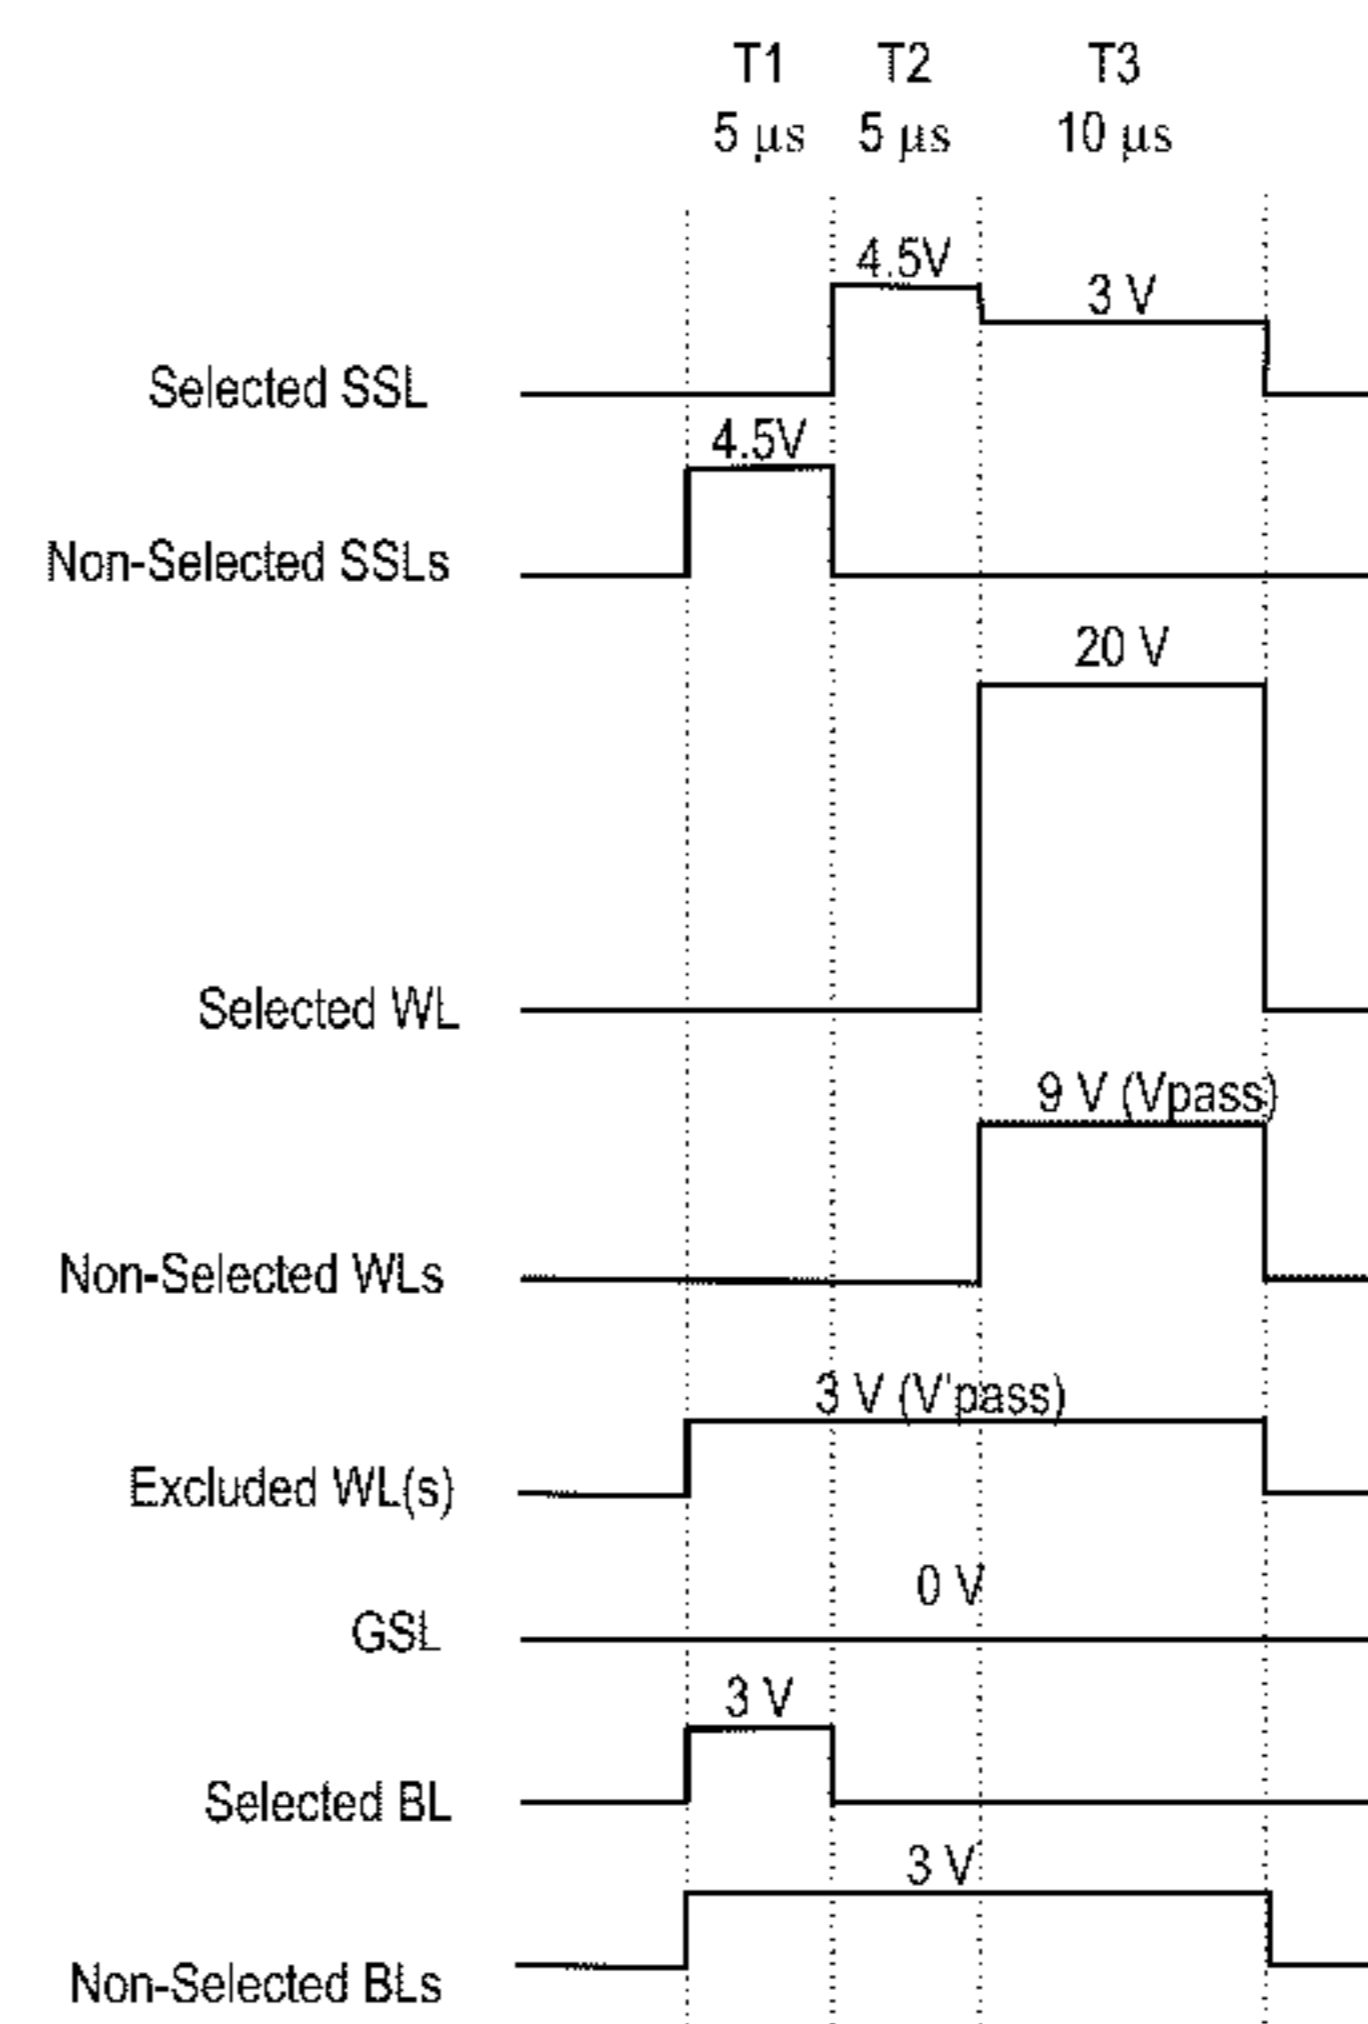 T1 T2 T3
5 μs 5 μs 10 μs
4.5V
3 V
Selected SSL
4.5V
Non-Selected SSLs
20 V
Selected WL
9 V (Vpass)
Non-Selected WLs
3 V (V'pass)
Excluded WL(s)
0 V
GSL
3 V
Selected BL
3 V
Non-Selected BLs